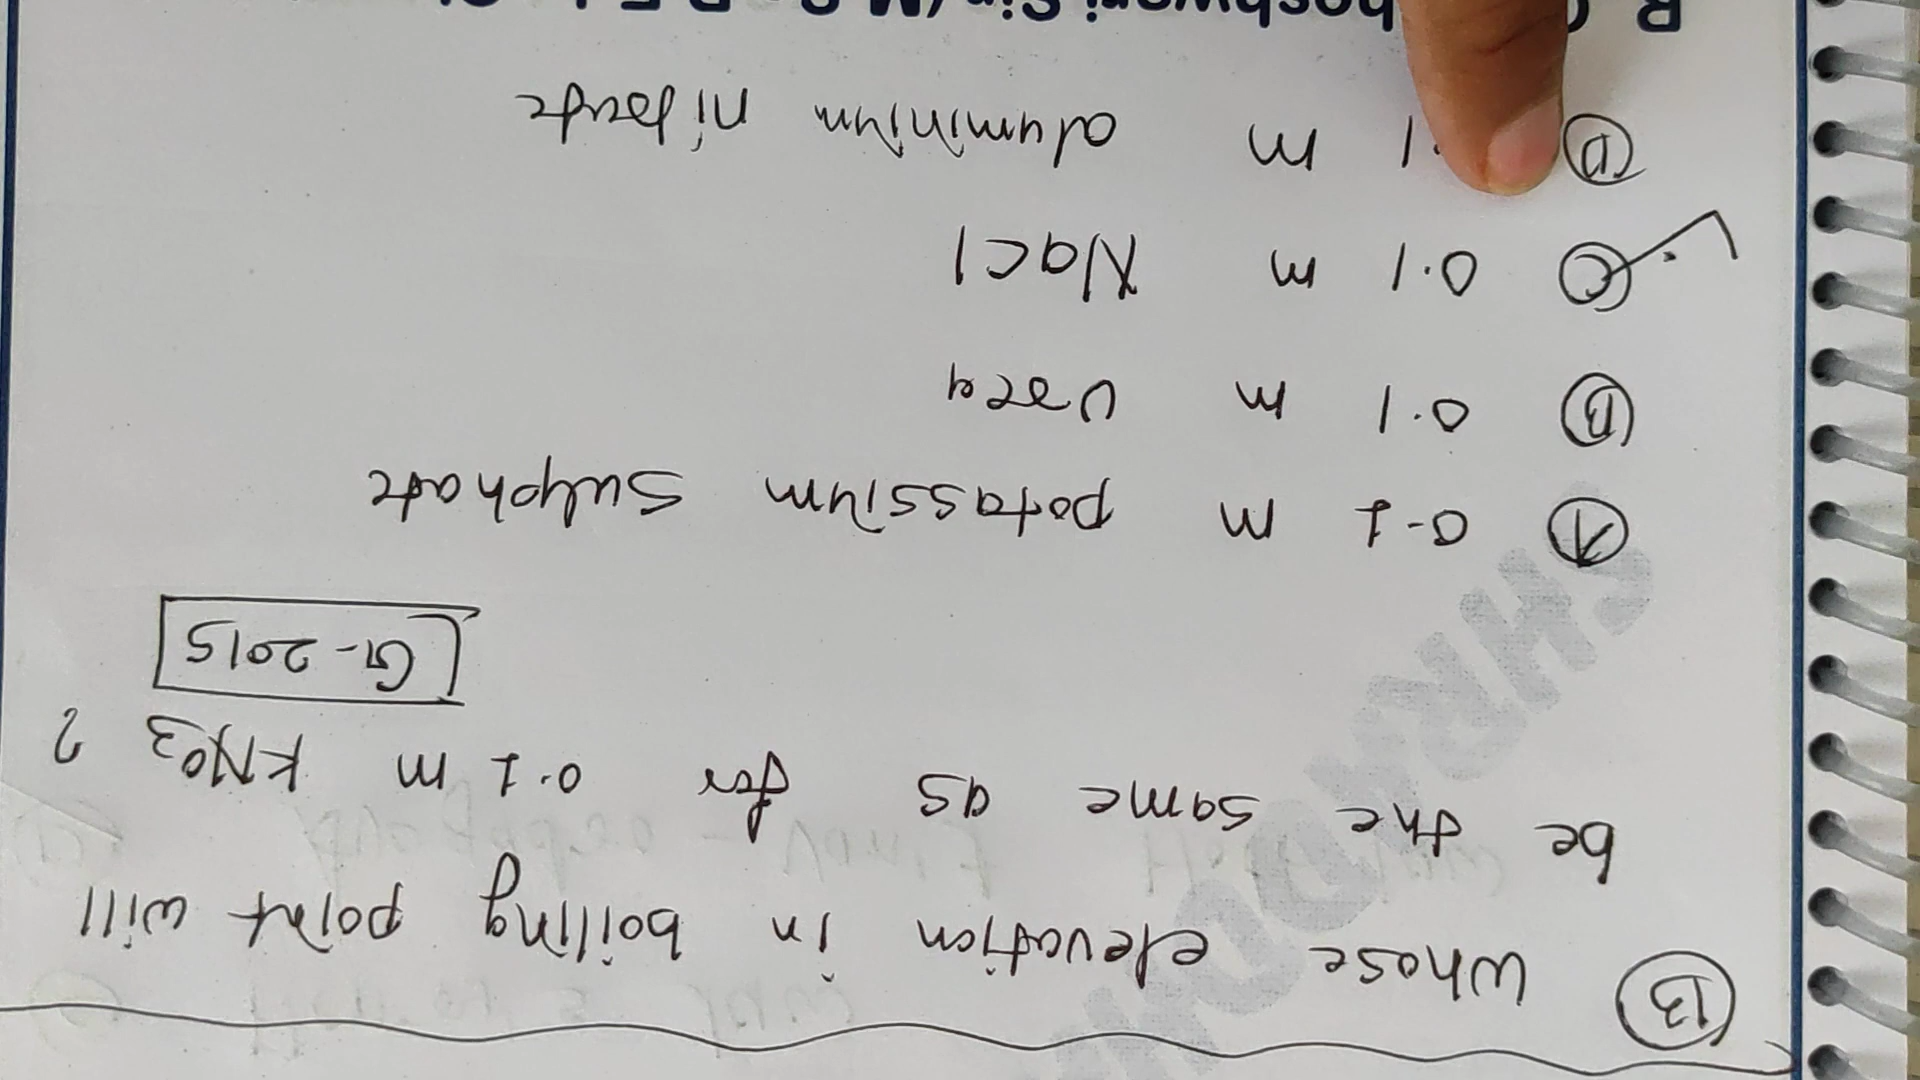 13 Whose elevation in boiling point will
be the same as for 0.1 m KNO3 ?
[G-2015]
A 0.1 m potassium Sulphate
B 0.1 m Urea
C 0.1 m NaCl
D .1 m aluminium nitrate